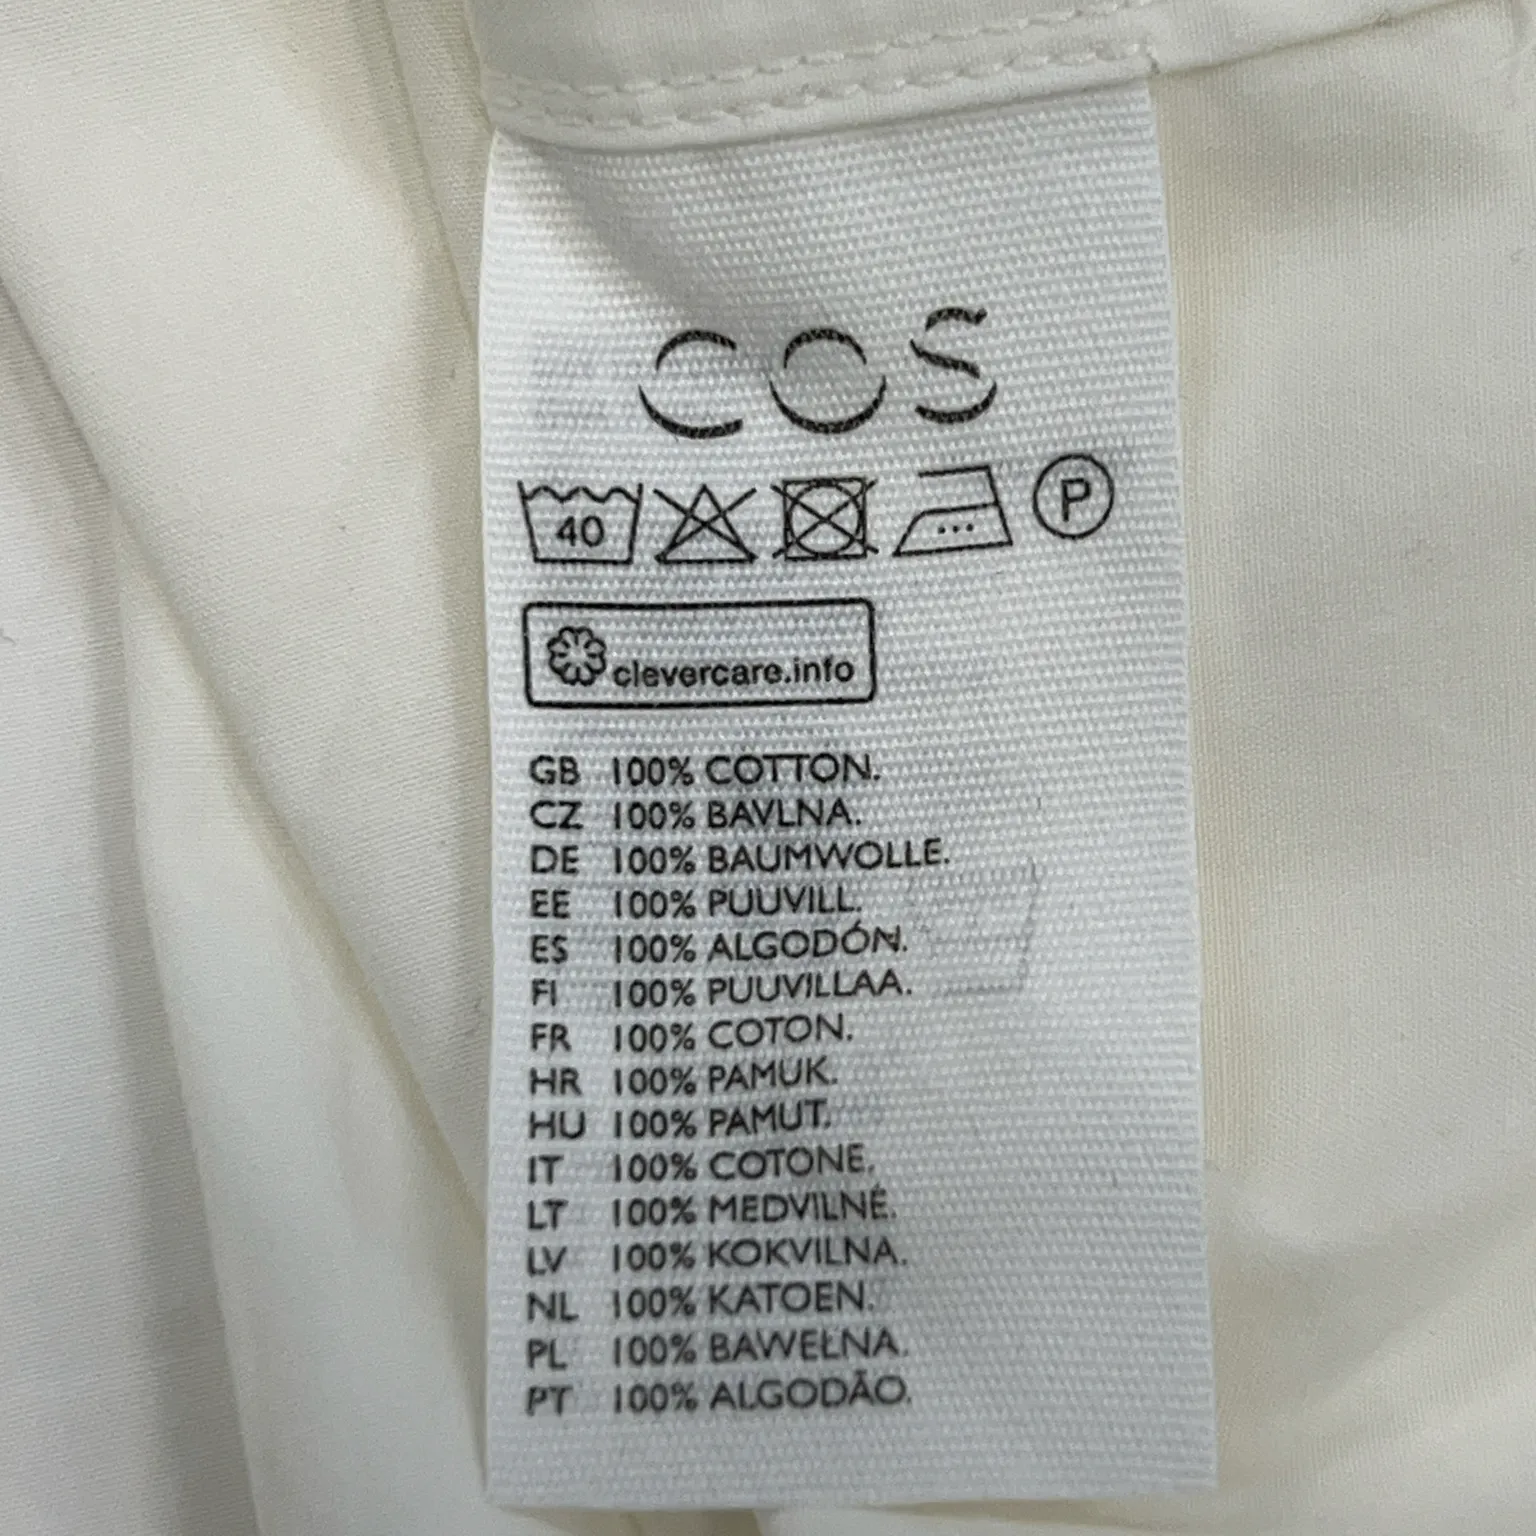 COS
40
P
clevercare.info
GB 100% COTTON.
CZ 100% BAVLNA.
DE 100% BAUMWOLLE.
EE 100% PUUVILL.
ES 100% ALGODÓN.
FI 100% PUUVILLAA.
FR 100% COTON.
HR 100% PAMUK.
HU 100% PAMUT.
IT 100% COTONE.
LT 100% MEDVILNĖ.
LV 100% KOKVILNA.
NL 100% KATOEN.
PL 100% BAWEŁNA.
PT 100% ALGODÃO.